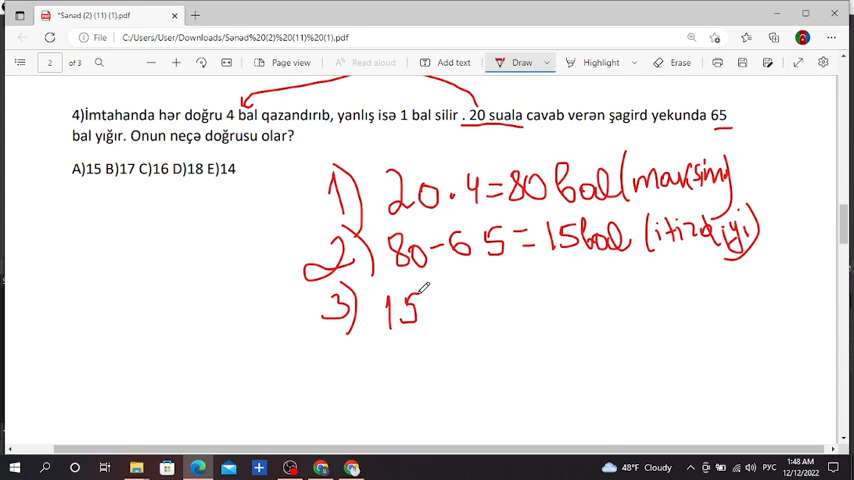 *Sənəd (2) (11) (1).pdf
File
C:/Users/User/Downloads/Sənəd%20(2)%20(11)%20(1).pdf
2 of 3
Page view
Read aloud
Add text
Draw
Highlight
Erase
4)İmtahanda hər doğru 4 bal qazandırıb, yanlış isə 1 bal silir . 20 suala cavab verən şagird yekunda 65
bal yığır. Onun neçə doğrusu olar?
A)15 B)17 C)16 D)18 E)14
1) 20 . 4 = 80 bal (maksimd)
2) 80 - 65 = 15 bal (itizdiyi)
3) 15
48°F Cloudy
РУС
1:48 AM
12/12/2022